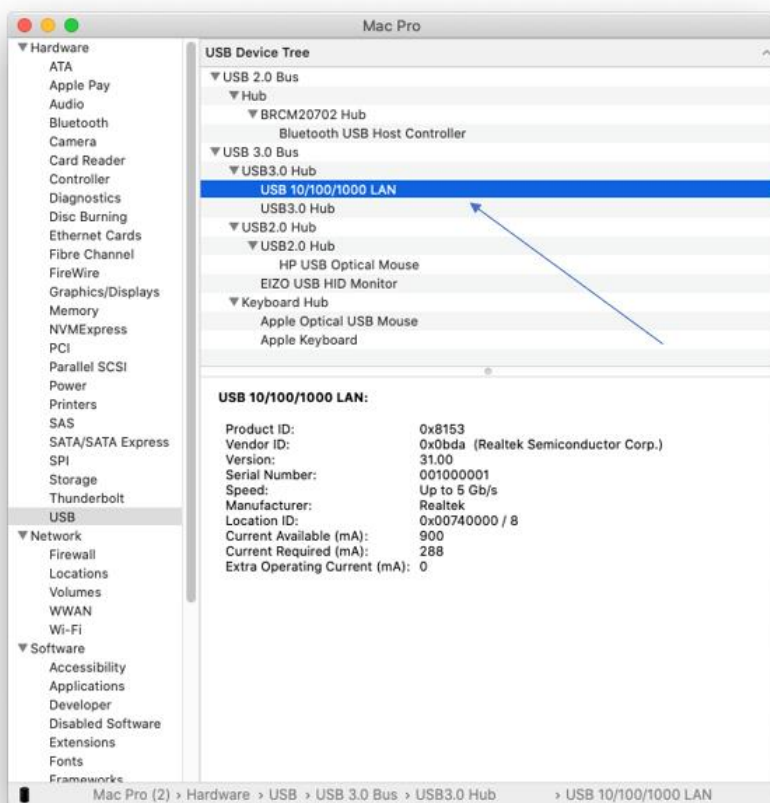 Mac Pro
Hardware
ATA
Apple Pay
Audio
Bluetooth
Camera
Card Reader
Controller
Diagnostics
Disc Burning
Ethernet Cards
Fibre Channel
FireWire
Graphics/Displays
Memory
NVMExpress
PCI
Parallel SCSI
Power
Printers
SAS
SATA/SATA Express
SPI
Storage
Thunderbolt
USB
Network
Firewall
Locations
Volumes
WWAN
Wi-Fi
Software
Accessibility
Applications
Developer
Disabled Software
Extensions
Fonts
Frameworks
USB Device Tree
USB 2.0 Bus
Hub
BRCM20702 Hub
Bluetooth USB Host Controller
USB 3.0 Bus
USB3.0 Hub
USB 10/100/1000 LAN
USB3.0 Hub
USB2.0 Hub
USB2.0 Hub
HP USB Optical Mouse
EIZO USB HID Monitor
Keyboard Hub
Apple Optical USB Mouse
Apple Keyboard
USB 10/100/1000 LAN:
Product ID: 0x8153
Vendor ID: 0x0bda (Realtek Semiconductor Corp.)
Version: 31.00
Serial Number: 001000001
Speed: Up to 5 Gb/s
Manufacturer: Realtek
Location ID: 0x00740000 / 8
Current Available (mA): 900
Current Required (mA): 288
Extra Operating Current (mA): 0
Mac Pro (2) › Hardware › USB › USB 3.0 Bus › USB3.0 Hub › USB 10/100/1000 LAN